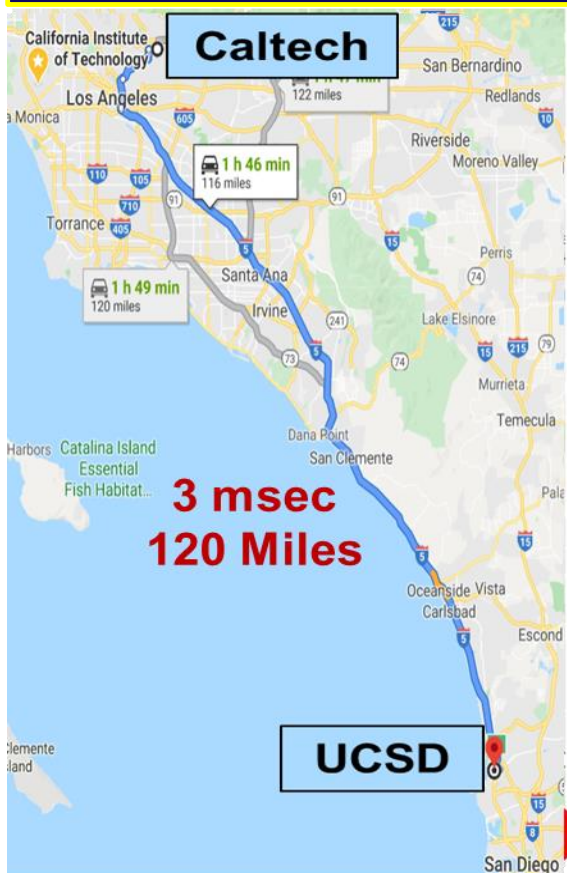 215
California Institute
of Technology
Caltech
San Bernardino
122 miles
Los Angeles
Redlands
a Monica
605
10
Riverside
1 h 46 min
116 miles
Moreno Valley
110
105
91
91
710
405
Torrance
5
15
Santa Ana
Perris
1 h 49 min
120 miles
74
Irvine
241
Lake Elsinore
5
15
215
79
73
74
Murrieta
Dana Point
Temecula
San Clemente
Harbors
Catalina Island
Essential
Fish Habitat...
3 msec
120 Miles
Pala
15
5
Oceanside
Vista
Carlsbad
5
Escond
UCSD
lemente
land
15
8
San Diego